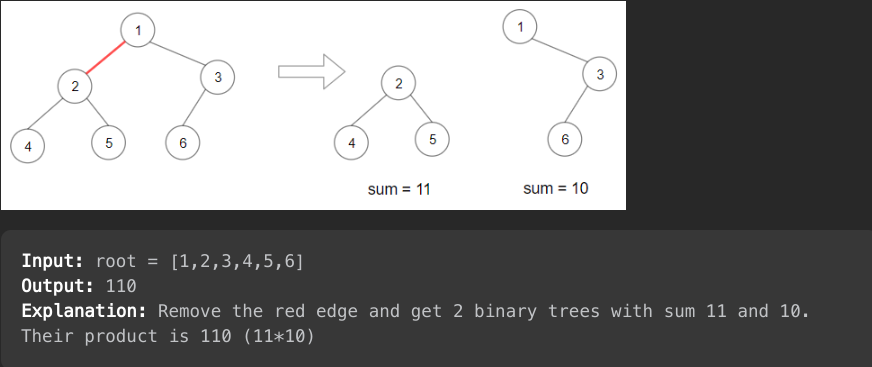 1
1
2
3
2
3
4
5
6
4
5
6
sum = 11
sum = 10
Input: root = [1,2,3,4,5,6]
Output: 110
Explanation: Remove the red edge and get 2 binary trees with sum 11 and 10.
Their product is 110 (11*10)